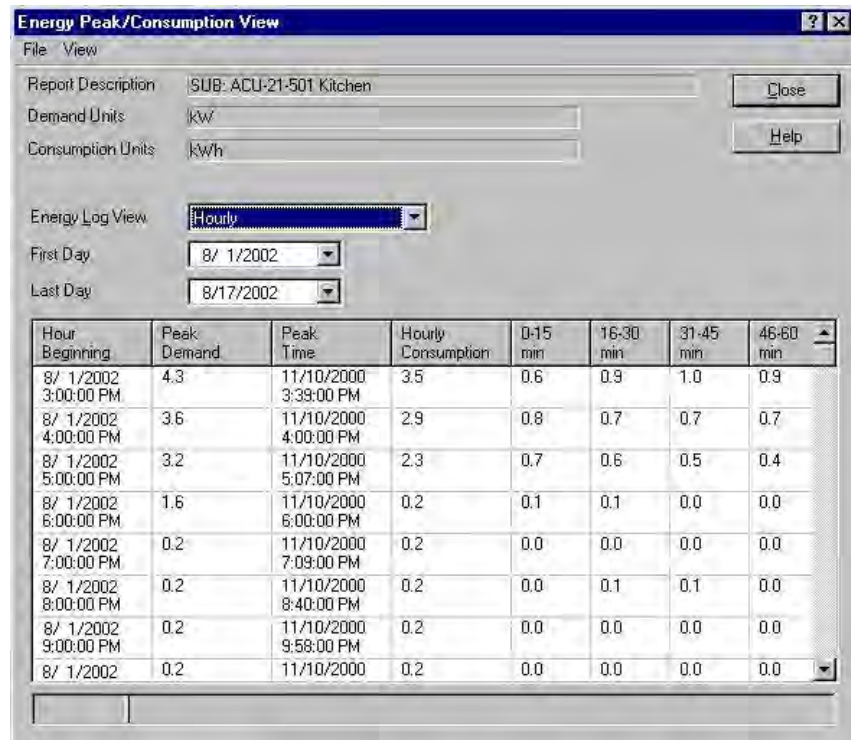 Energy Peak/Consumption View
File View
Report Description SUB: ACU-21-501 Kitchen
Close
Demand Units kW
Help
Consumption Units kWh
Energy Log View Hourly
First Day 8/ 1/2002
Last Day 8/17/2002
Hour Beginning Peak Demand Peak Time Hourly Consumption 0-15 min 16-30 min 31-45 min 46-60 min
8/ 1/2002 3:00:00 PM 4.3 11/10/2000 3:39:00 PM 3.5 0.6 0.9 1.0 0.9
8/ 1/2002 4:00:00 PM 3.6 11/10/2000 4:00:00 PM 2.9 0.8 0.7 0.7 0.7
8/ 1/2002 5:00:00 PM 3.2 11/10/2000 5:07:00 PM 2.3 0.7 0.6 0.5 0.4
8/ 1/2002 6:00:00 PM 1.6 11/10/2000 6:00:00 PM 0.2 0.1 0.1 0.0 0.0
8/ 1/2002 7:00:00 PM 0.2 11/10/2000 7:09:00 PM 0.2 0.0 0.0 0.0 0.0
8/ 1/2002 8:00:00 PM 0.2 11/10/2000 8:40:00 PM 0.2 0.0 0.1 0.1 0.0
8/ 1/2002 9:00:00 PM 0.2 11/10/2000 9:58:00 PM 0.2 0.0 0.0 0.0 0.0
8/ 1/2002 0.2 11/10/2000 0.2 0.0 0.0 0.0 0.0